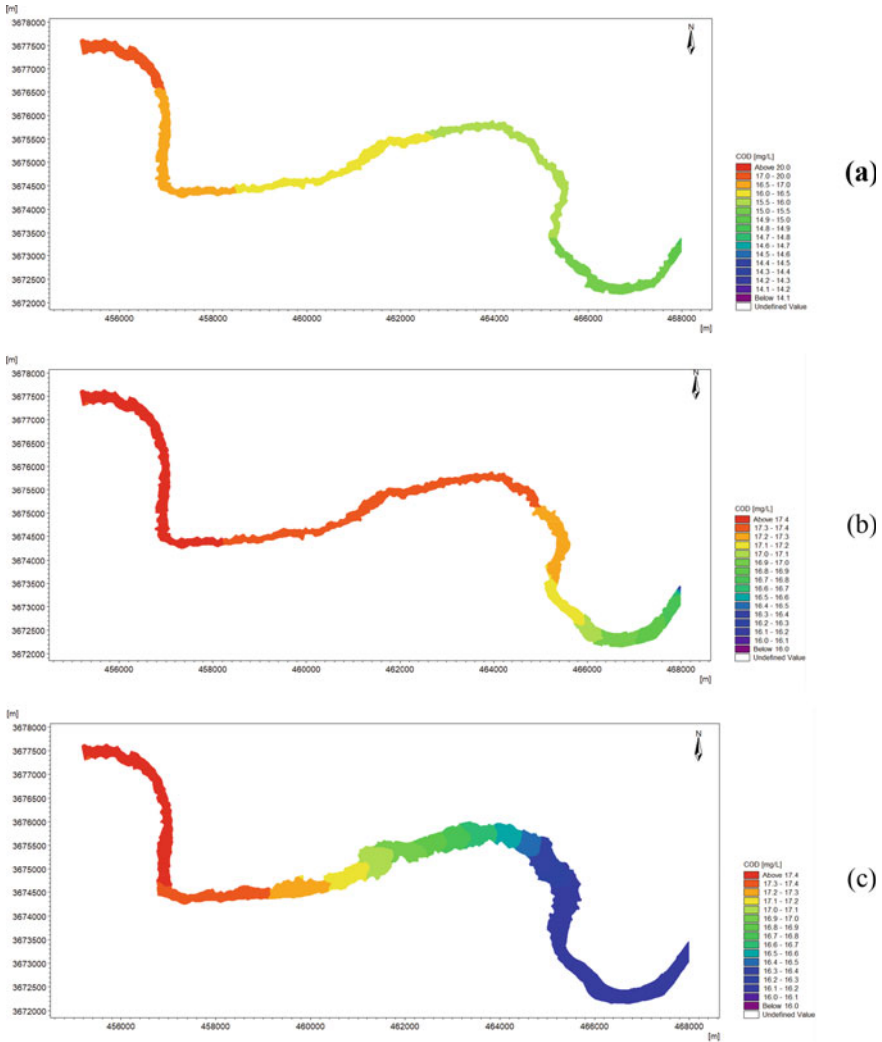 [m]
3678000
3677500
3677000
3676500
3676000
3675500
3675000
3674500
3674000
3673500
3673000
3672500
3672000
456000 458000 460000 462000 464000 466000 468000
[m]
COD [mg/L]
Above 20.0
17.0 - 20.0
16.5 - 17.0
16.0 - 16.5
15.5 - 16.0
15.0 - 15.5
14.9 - 15.0
14.8 - 14.9
14.7 - 14.8
14.6 - 14.7
14.5 - 14.6
14.4 - 14.5
14.3 - 14.4
14.2 - 14.3
14.1 - 14.2
Below 14.1
Undefined Value
(a)
[m]
N
3678000
3677500
3677000
3676500
3676000
3675500
3675000
3674500
3674000
3673500
3673000
3672500
3672000
456000 458000 460000 462000 464000 466000 468000
[m]
COD [mg/L]
Above 17.4
17.3 - 17.4
17.2 - 17.3
17.1 - 17.2
17.0 - 17.1
16.9 - 17.0
16.8 - 16.9
16.7 - 16.8
16.6 - 16.7
16.5 - 16.6
16.4 - 16.5
16.3 - 16.4
16.2 - 16.3
16.1 - 16.2
16.0 - 16.1
Below 16.0
Undefined Value
(b)
[m]
N
3678000
3677500
3677000
3676500
3676000
3675500
3675000
3674500
3674000
3673500
3673000
3672500
3672000
456000 458000 460000 462000 464000 466000 468000
[m]
COD [mg/L]
Above 17.4
17.3 - 17.4
17.2 - 17.3
17.1 - 17.2
17.0 - 17.1
16.9 - 17.0
16.8 - 16.9
16.7 - 16.8
16.6 - 16.7
16.5 - 16.6
16.4 - 16.5
16.3 - 16.4
16.2 - 16.3
16.1 - 16.2
16.0 - 16.1
Below 16.0
Undefined Value
(c)